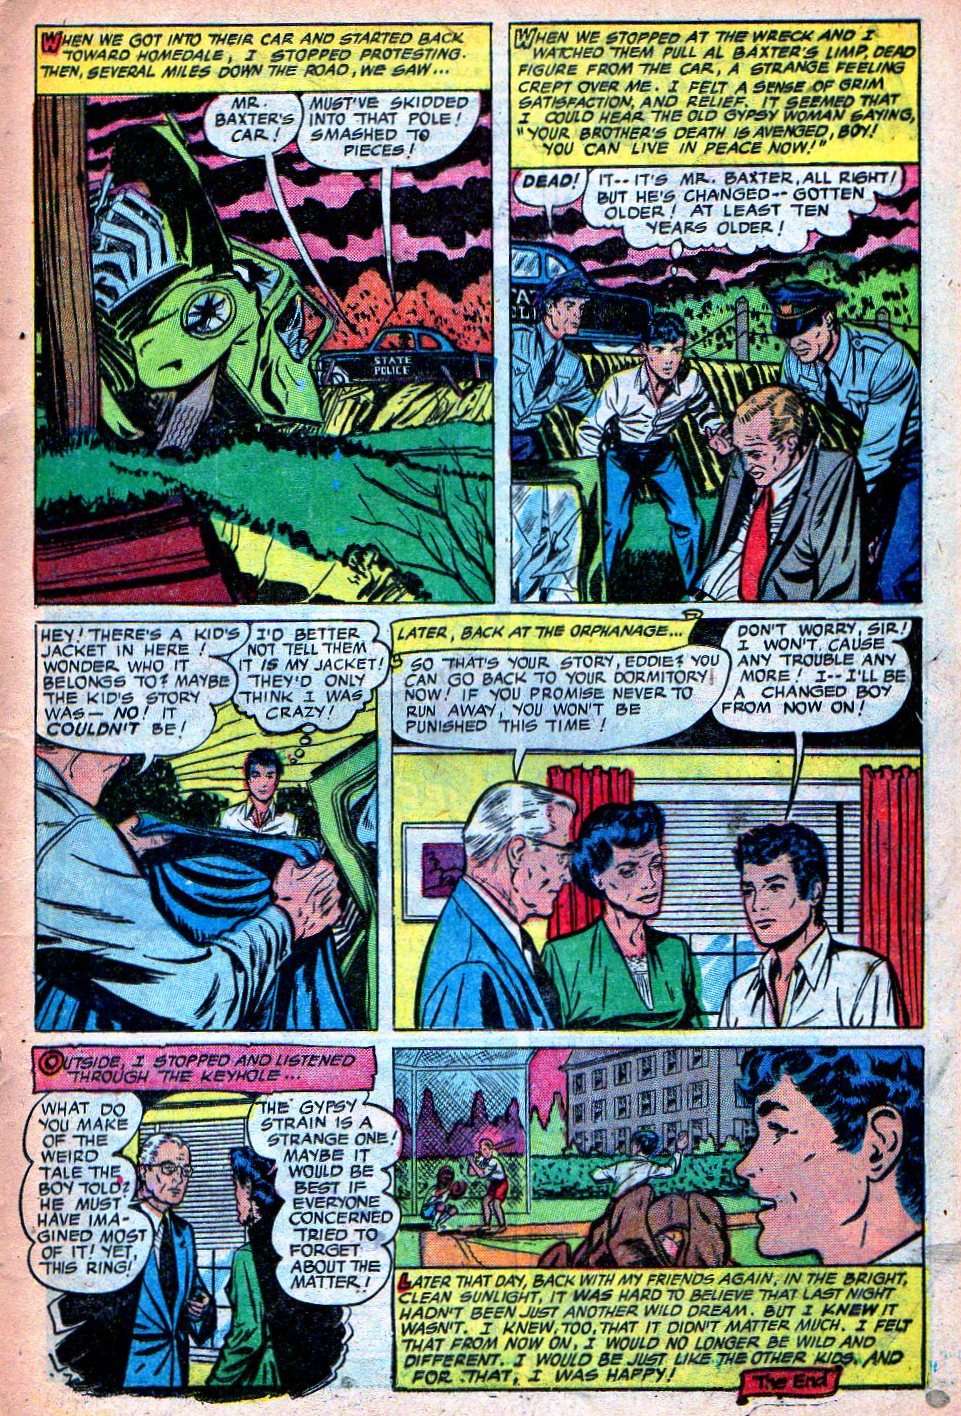 WHEN WE GOT INTO THEIR CAR AND STARTED BACK
TOWARD HOMEDALE, I STOPPED PROTESTING.
THEN, SEVERAL MILES DOWN THE ROAD, WE SAW...
MR.
BAXTER'S
CAR!
MUST'VE SKIDDED
INTO THAT POLE!
SMASHED TO
PIECES!
STATE
POLICE
WHEN WE STOPPED AT THE WRECK AND I
WATCHED THEM PULL AL BAXTER'S LIMP, DEAD
FIGURE FROM THE CAR, A STRANGE FEELING
CREPT OVER ME. I FELT A SENSE OF GRIM
SATISFACTION, AND RELIEF. IT SEEMED THAT
I COULD HEAR THE OLD GYPSY WOMAN SAYING,
"YOUR BROTHER'S DEATH IS AVENGED, BOY!
YOU CAN LIVE IN PEACE NOW!"
DEAD!
IT-- IT'S MR. BAXTER, ALL RIGHT!
BUT HE'S CHANGED-- GOTTEN
OLDER! AT LEAST TEN
YEARS OLDER!
HEY! THERE'S A KID'S
JACKET IN HERE!
WONDER WHO IT
BELONGS TO? MAYBE
THE KID'S STORY
WAS-- NO! IT
COULDN'T BE!
I'D BETTER
NOT TELL THEM
IT IS MY JACKET!
THEY'D ONLY
THINK I WAS
CRAZY!
LATER, BACK AT THE ORPHANAGE...
SO THAT'S YOUR STORY, EDDIE? YOU
CAN GO BACK TO YOUR DORMITORY
NOW! IF YOU PROMISE NEVER TO
RUN AWAY, YOU WON'T BE
PUNISHED THIS TIME!
DON'T WORRY, SIR!
I WON'T CAUSE
ANY TROUBLE ANY
MORE! I-- I'LL BE
A CHANGED BOY
FROM NOW ON!
OUTSIDE, I STOPPED AND LISTENED
THROUGH THE KEYHOLE...
WHAT DO
YOU MAKE
OF THE
WEIRD
TALE THE
BOY TOLD?
HE MUST
HAVE IMA-
GINED MOST
OF IT! YET,
THIS RING!
THE GYPSY
STRAIN IS A
STRANGE ONE!
MAYBE IT
WOULD BE
BEST IF
EVERYONE
CONCERNED
TRIED TO
FORGET
ABOUT THE
MATTER!
LATER THAT DAY, BACK WITH MY FRIENDS AGAIN, IN THE BRIGHT,
CLEAN SUNLIGHT, IT WAS HARD TO BELIEVE THAT LAST NIGHT
HADN'T BEEN JUST ANOTHER WILD DREAM. BUT I KNEW IT
WASN'T. I KNEW, TOO, THAT IT DIDN'T MATTER MUCH. I FELT
THAT FROM NOW ON, I WOULD NO LONGER BE WILD AND
DIFFERENT. I WOULD BE JUST LIKE THE OTHER KIDS. AND
FOR THAT, I WAS HAPPY!
The End